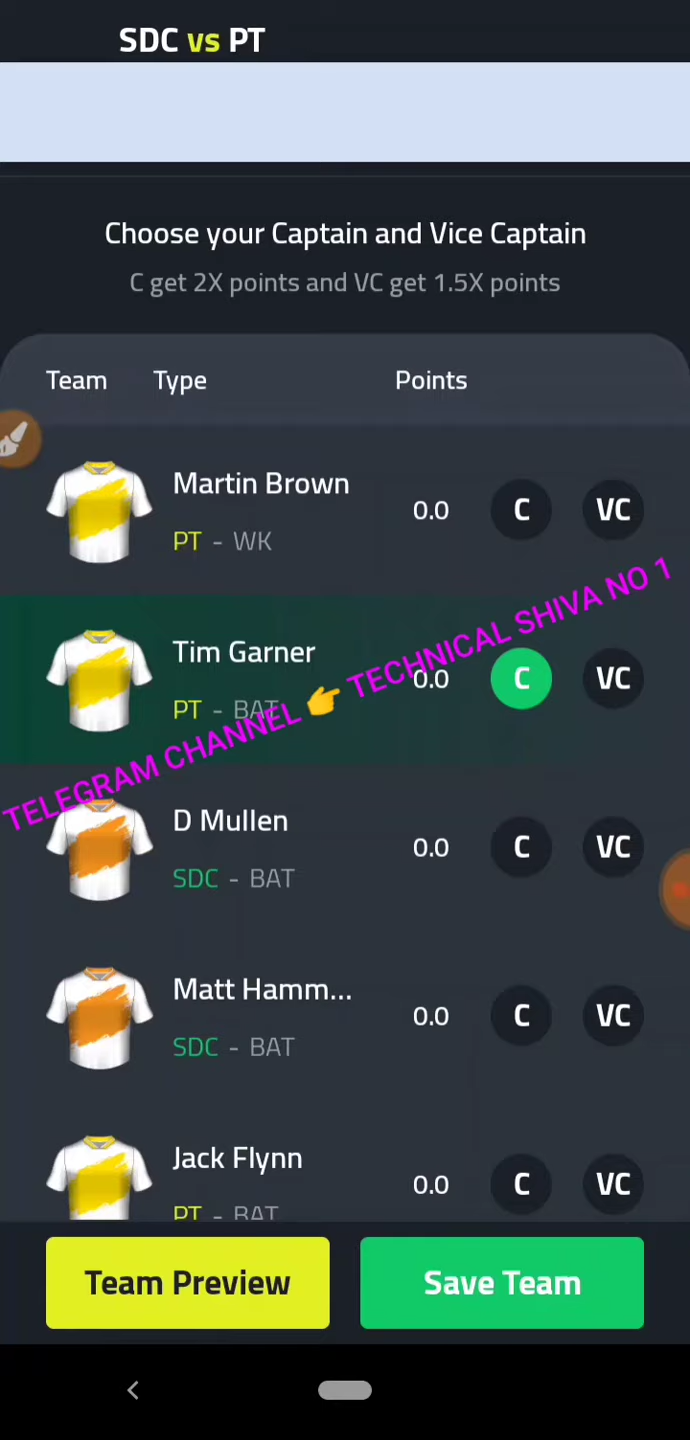 SDC vs PT
Choose your Captain and Vice Captain
C get 2X points and VC get 1.5X points
Team Type Points
Martin Brown
PT - WK
0.0 C VC
Tim Garner
PT - BAT
0.0 C VC
TELEGRAM CHANNEL 👉 TECHNICAL SHIVA NO 1
D Mullen
SDC - BAT
0.0 C VC
Matt Hamm...
SDC - BAT
0.0 C VC
Jack Flynn
PT - BAT
0.0 C VC
Team Preview Save Team